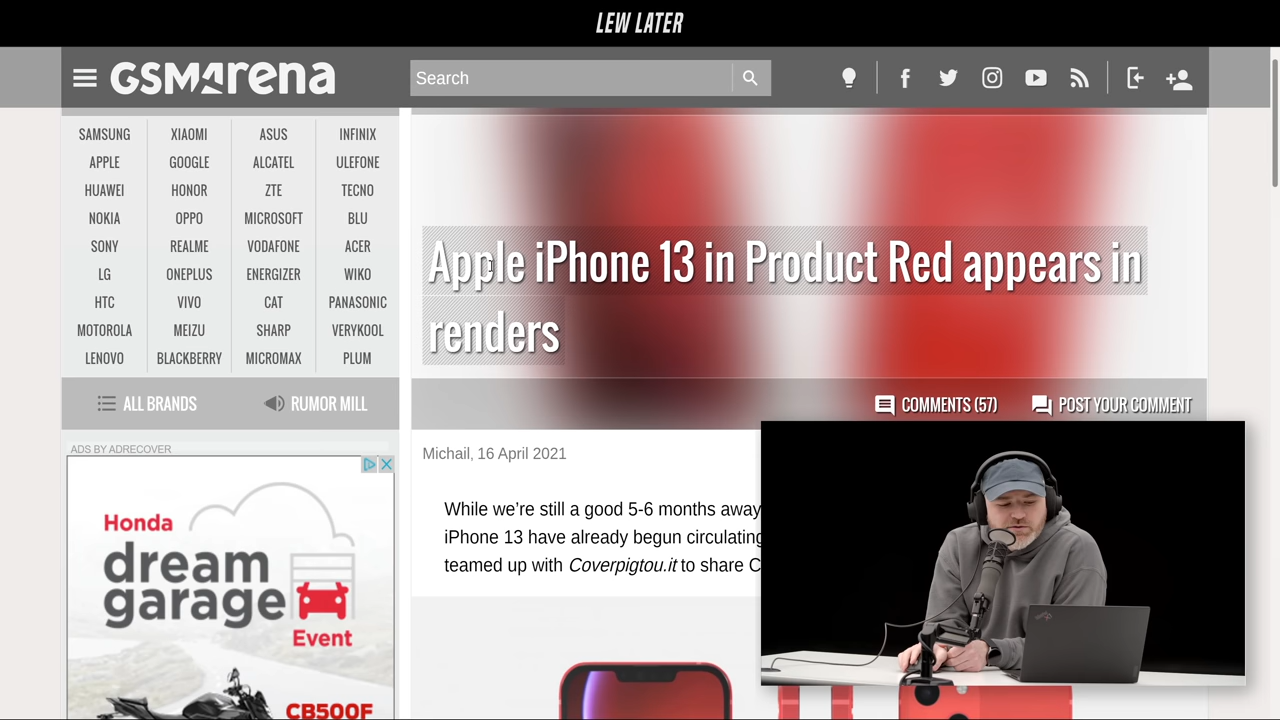 LEW LATER
GSMArena
Search
SAMSUNG XIAOMI ASUS INFINIX
APPLE GOOGLE ALCATEL ULEFONE
HUAWEI HONOR ZTE TECNO
NOKIA OPPO MICROSOFT BLU
SONY REALME VODAFONE ACER
LG ONEPLUS ENERGIZER WIKO
HTC VIVO CAT PANASONIC
MOTOROLA MEIZU SHARP VERYKOOL
LENOVO BLACKBERRY MICROMAX PLUM
ALL BRANDS RUMOR MILL
ADS BY ADRECOVER
Honda
dream
garage
Event
CB500F
Apple iPhone 13 in Product Red appears in
renders
COMMENTS (57) POST YOUR COMMENT
Michail, 16 April 2021
While we’re still a good 5-6 months away
iPhone 13 have already begun circulating
teamed up with Coverpigtou.it to share C